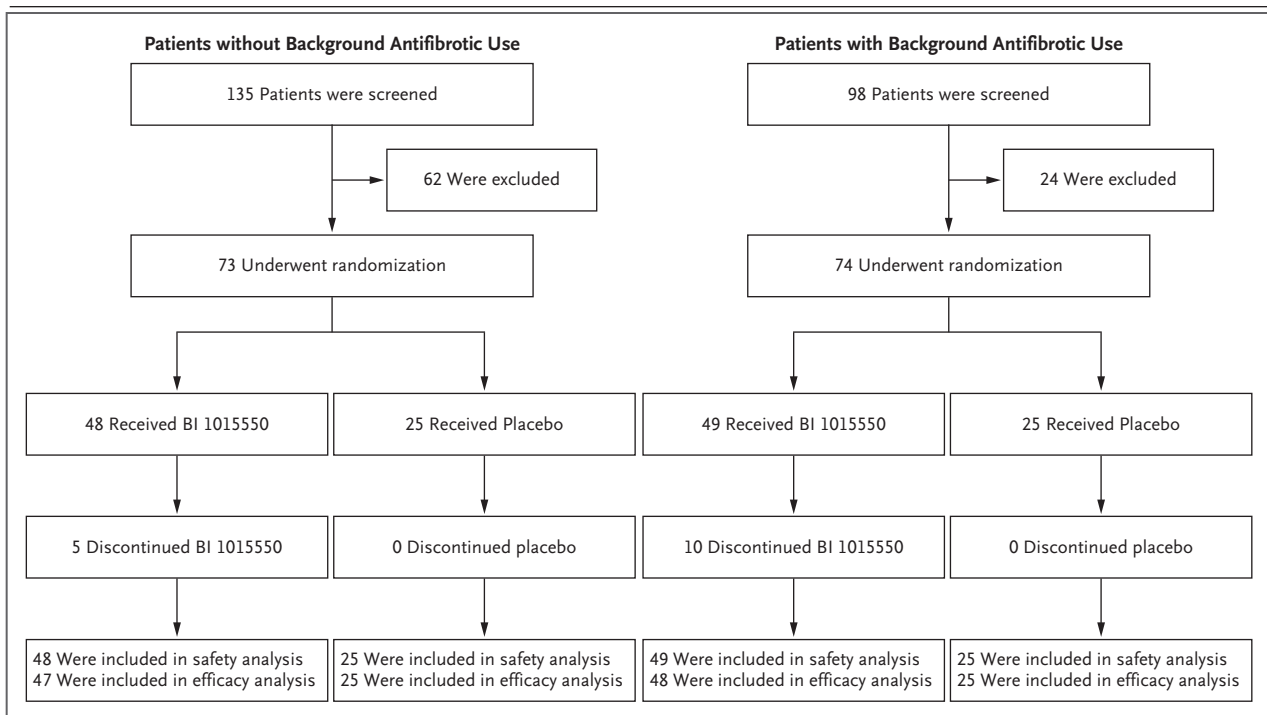 Patients without Background Antifibrotic Use
135 Patients were screened
62 Were excluded
73 Underwent randomization
48 Received BI 1015550
25 Received Placebo
5 Discontinued BI 1015550
0 Discontinued placebo
48 Were included in safety analysis
47 Were included in efficacy analysis
25 Were included in safety analysis
25 Were included in efficacy analysis
Patients with Background Antifibrotic Use
98 Patients were screened
24 Were excluded
74 Underwent randomization
49 Received BI 1015550
25 Received Placebo
10 Discontinued BI 1015550
0 Discontinued placebo
49 Were included in safety analysis
48 Were included in efficacy analysis
25 Were included in safety analysis
25 Were included in efficacy analysis